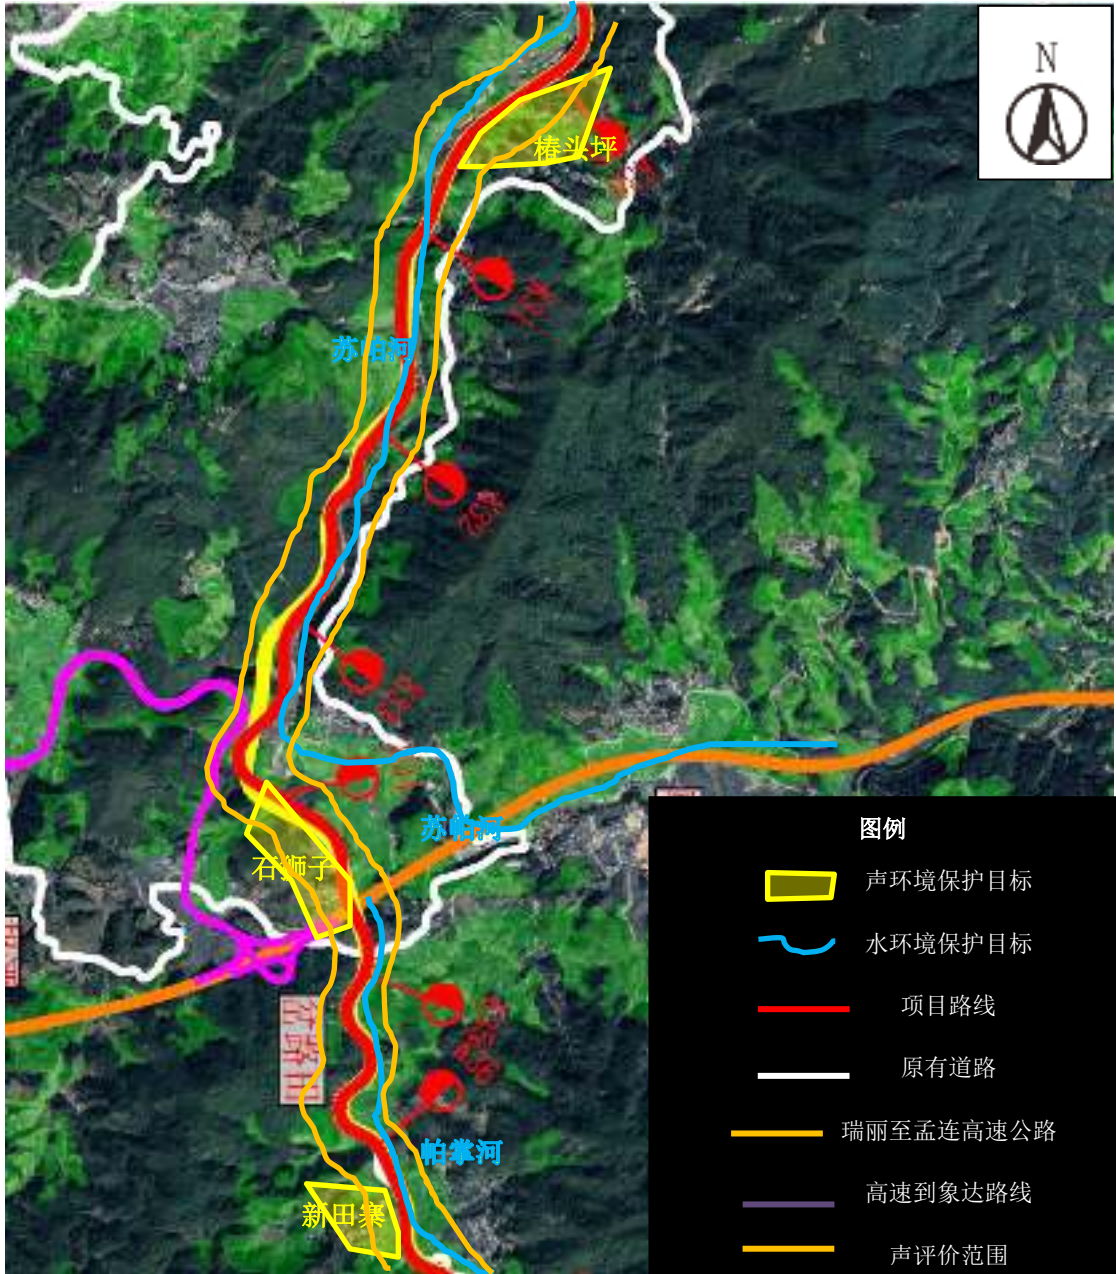 N
椿头坪
苏帕河
苏帕河
石狮子
帕掌河
新田寨
图例
声环境保护目标
水环境保护目标
项目路线
原有道路
瑞丽至孟连高速公路
高速到象达路线
声评价范围